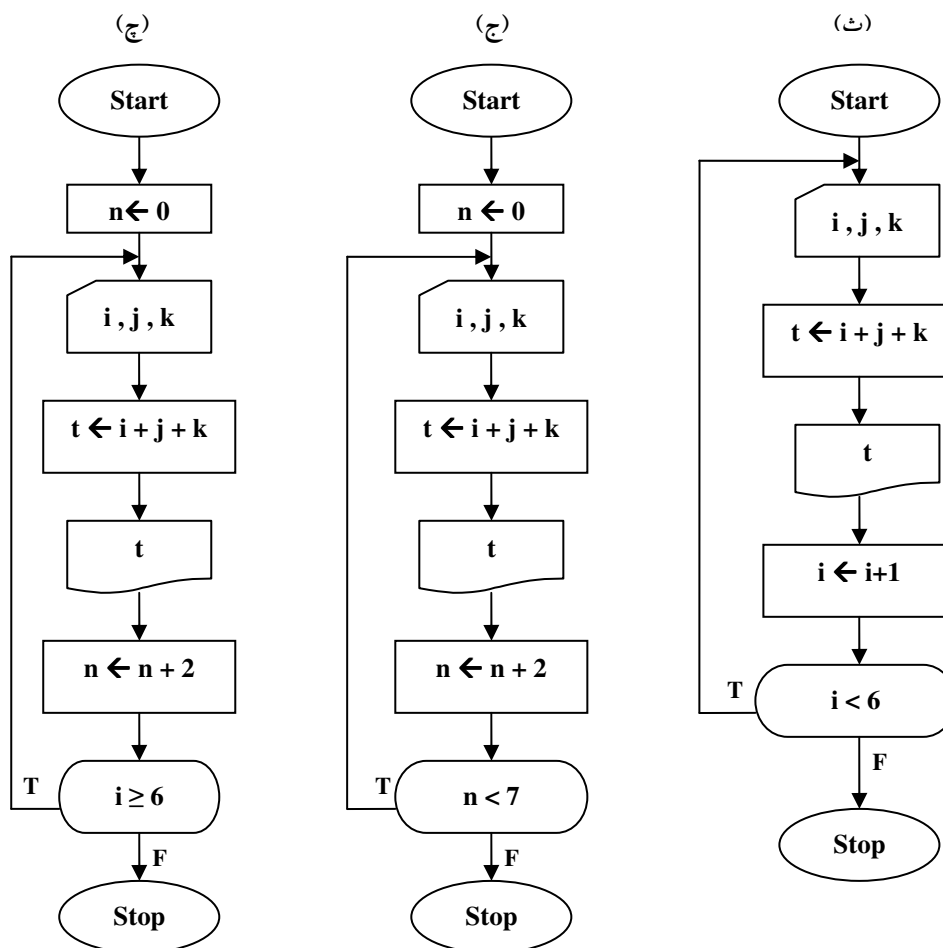 (ث)
Start
i , j , k
t ← i + j + k
t
i ← i+1
i < 6
T
F
Stop
(ج)
Start
n ← 0
i , j , k
t ← i + j + k
t
n ← n + 2
n < 7
T
F
Stop
(چ)
Start
n← 0
i , j , k
t ← i + j + k
t
n ← n + 2
i ≥ 6
T
F
Stop